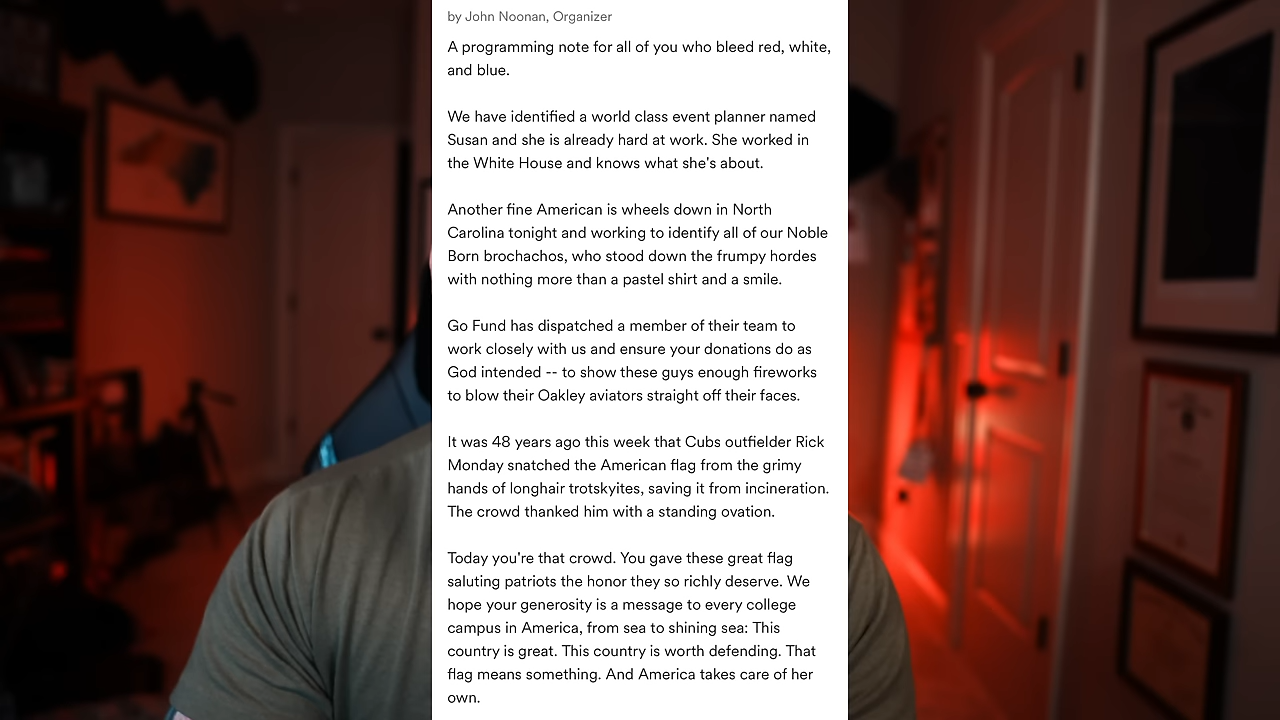 by John Noonan, Organizer
A programming note for all of you who bleed red, white,
and blue.
We have identified a world class event planner named
Susan and she is already hard at work. She worked in
the White House and knows what she's about.
Another fine American is wheels down in North
Carolina tonight and working to identify all of our Noble
Born brochachos, who stood down the frumpy hordes
with nothing more than a pastel shirt and a smile.
Go Fund has dispatched a member of their team to
work closely with us and ensure your donations do as
God intended -- to show these guys enough fireworks
to blow their Oakley aviators straight off their faces.
It was 48 years ago this week that Cubs outfielder Rick
Monday snatched the American flag from the grimy
hands of longhair trotskyites, saving it from incineration.
The crowd thanked him with a standing ovation.
Today you're that crowd. You gave these great flag
saluting patriots the honor they so richly deserve. We
hope your generosity is a message to every college
campus in America, from sea to shining sea: This
country is great. This country is worth defending. That
flag means something. And America takes care of her
own.